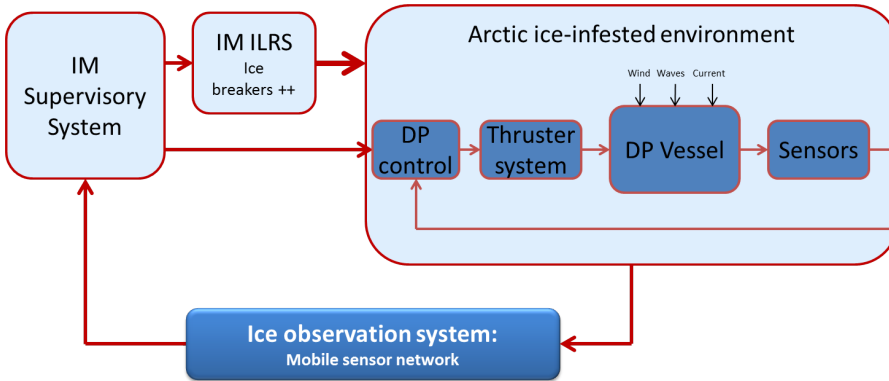 IM
Supervisory
System
IM ILRS
Ice
breakers ++
Arctic ice-infested environment
Wind Waves Current
DP
control
Thruster
system
DP Vessel
Sensors
Ice observation system:
Mobile sensor network